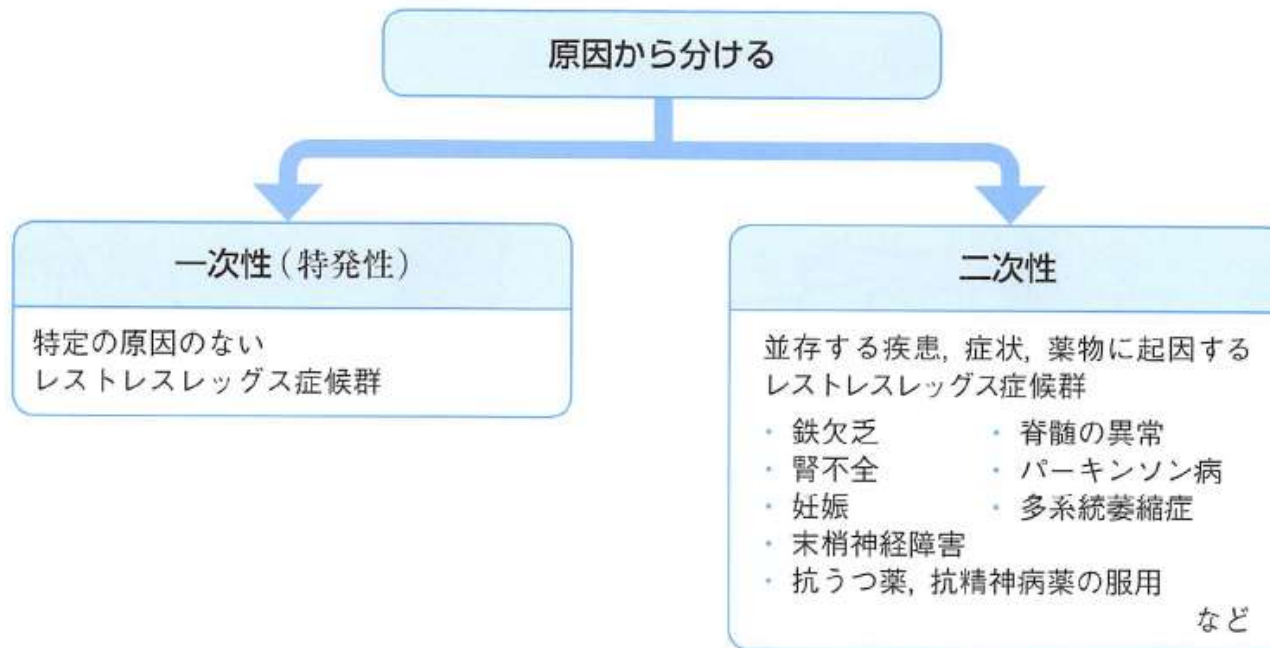 原因から分ける
一次性(特発性)
特定の原因のない
レストレスレッグス症候群
二次性
並存する疾患, 症状, 薬物に起因する
レストレスレッグス症候群
・ 鉄欠乏 ・ 脊髄の異常
・ 腎不全 ・ パーキンソン病
・ 妊娠 ・ 多系統萎縮症
・ 末梢神経障害
・ 抗うつ薬, 抗精神病薬の服用
など